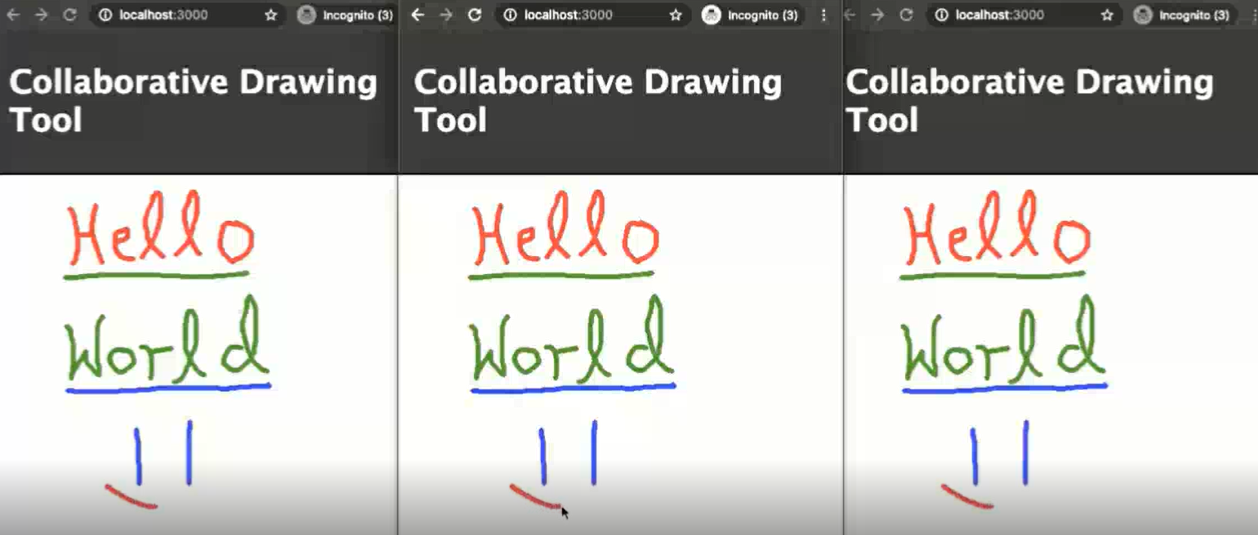 localhost:3000 Incognito (3)
Collaborative Drawing
Tool
Hello
World
localhost:3000 Incognito (3)
Collaborative Drawing
Tool
Hello
World
localhost:3000 Incognito (3)
Collaborative Drawing
Tool
Hello
World